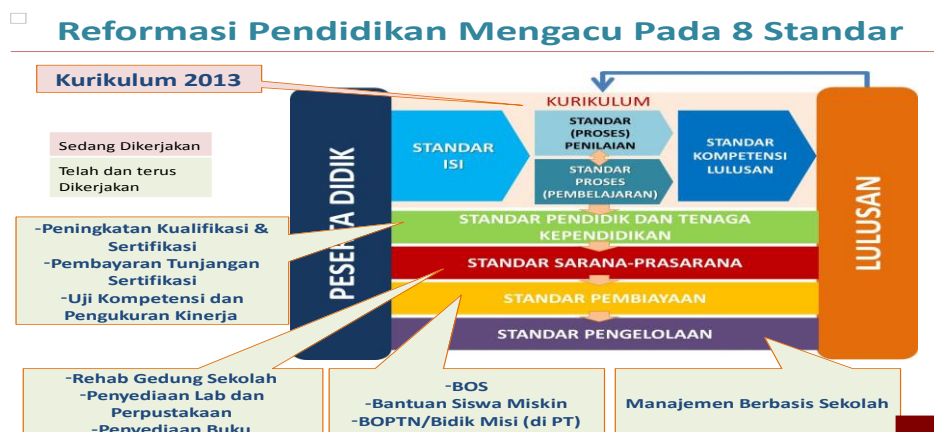 Reformasi Pendidikan Mengacu Pada 8 Standar
Kurikulum 2013
Sedang Dikerjakan
Telah dan terus
Dikerjakan
KURIKULUM
PESERTA DIDIK
STANDAR
ISI
STANDAR
(PROSES)
PENILAIAN
STANDAR
PROSES
(PEMBELAJARAN)
STANDAR
KOMPETENSI
LULUSAN
LULUSAN
STANDAR PENDIDIK DAN TENAGA
KEPENDIDIKAN
STANDAR SARANA-PRASARANA
STANDAR PEMBIAYAAN
STANDAR PENGELOLAAN
-Peningkatan Kualifikasi &
Sertifikasi
-Pembayaran Tunjangan
Sertifikasi
-Uji Kompetensi dan
Pengukuran Kinerja
-Rehab Gedung Sekolah
-Penyediaan Lab dan
Perpustakaan
-Penyediaan Buku
-BOS
-Bantuan Siswa Miskin
-BOPTN/Bidik Misi (di PT)
Manajemen Berbasis Sekolah